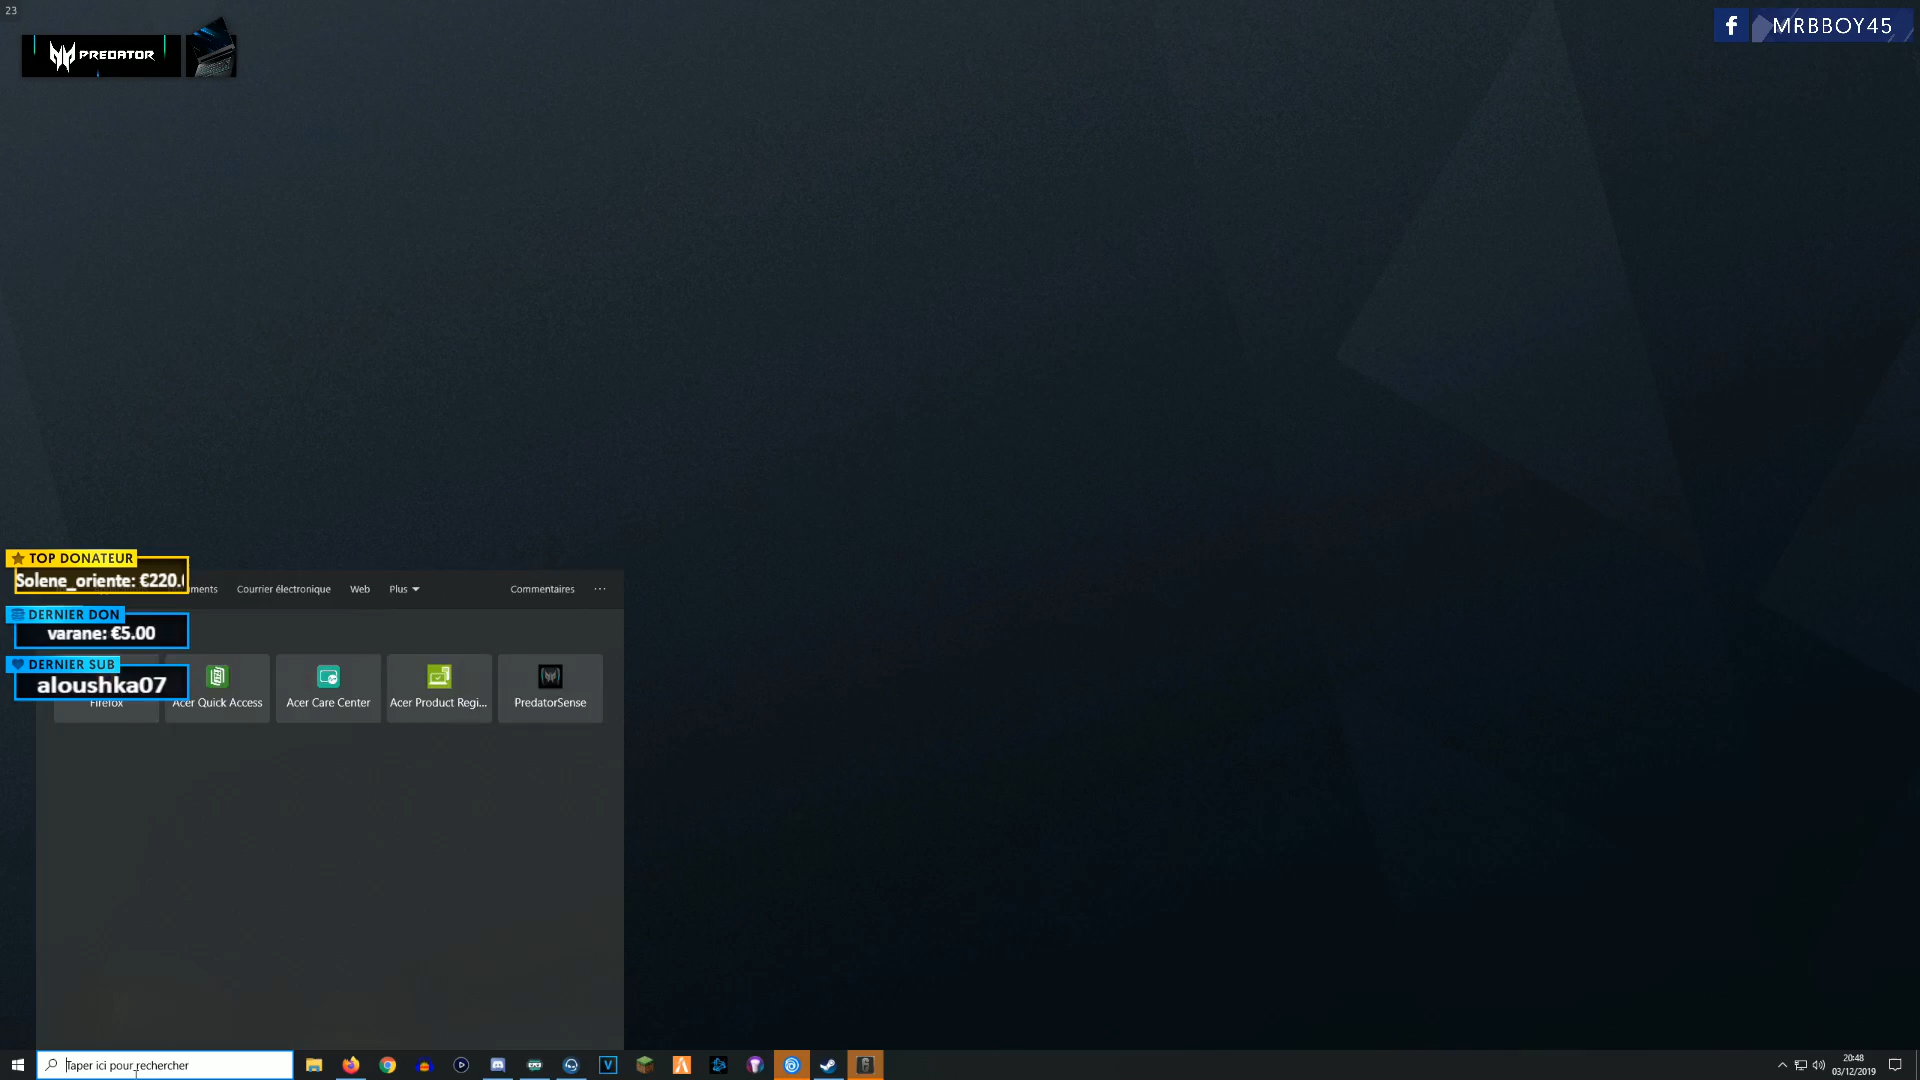 23
PREDATOR
MRBBOY45
TOP DONATEUR
Solene_oriente: €220.
ments Courrier électronique Web Plus Commentaires ...
DERNIER DON
varane: €5.00
DERNIER SUB
aloushka07
Firefox Acer Quick Access Acer Care Center Acer Product Regi... PredatorSense
Taper ici pour rechercher
20:48
03/12/2019